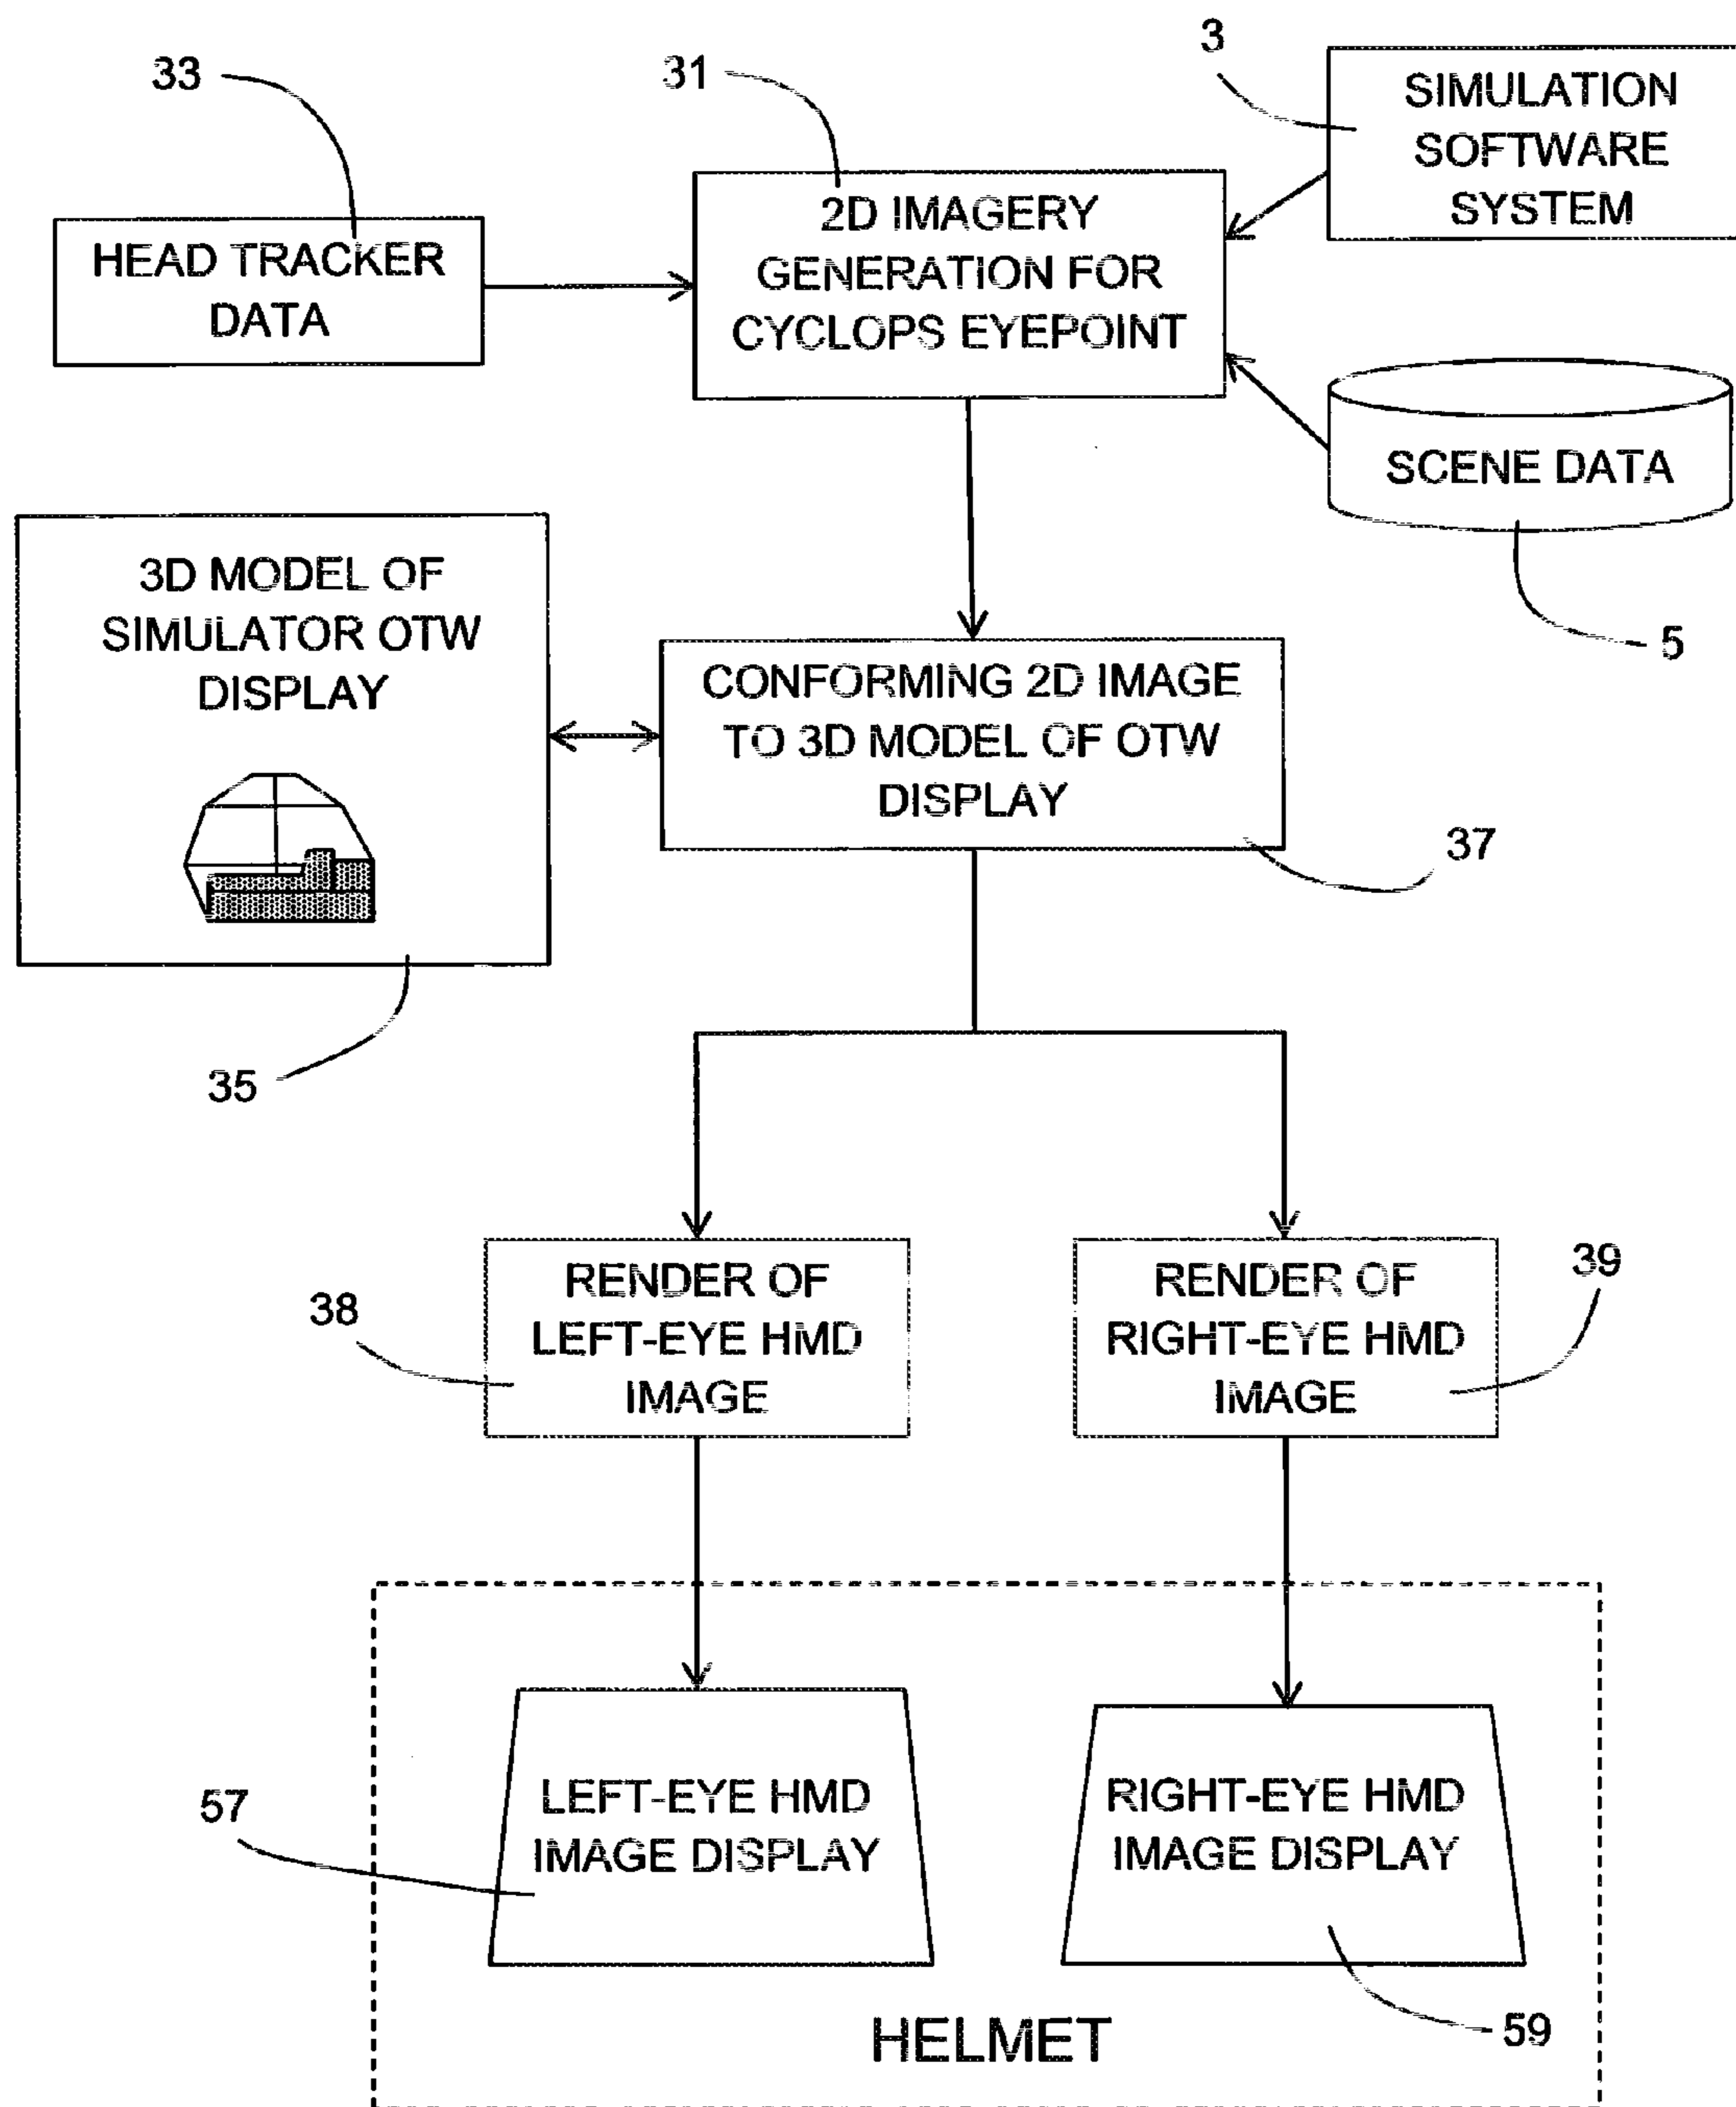 3
33
31
SIMULATION
SOFTWARE
SYSTEM
2D IMAGERY
GENERATION FOR
CYCLOPS EYEPOINT
HEAD TRACKER
DATA
SCENE DATA
5
3D MODEL OF
SIMULATOR OTW
DISPLAY
CONFORMING 2D IMAGE
TO 3D MODEL OF OTW
DISPLAY
37
35
RENDER OF
LEFT-EYE HMD
IMAGE
38
RENDER OF
RIGHT-EYE HMD
IMAGE
39
LEFT-EYE HMD
IMAGE DISPLAY
57
RIGHT-EYE HMD
IMAGE DISPLAY
59
HELMET